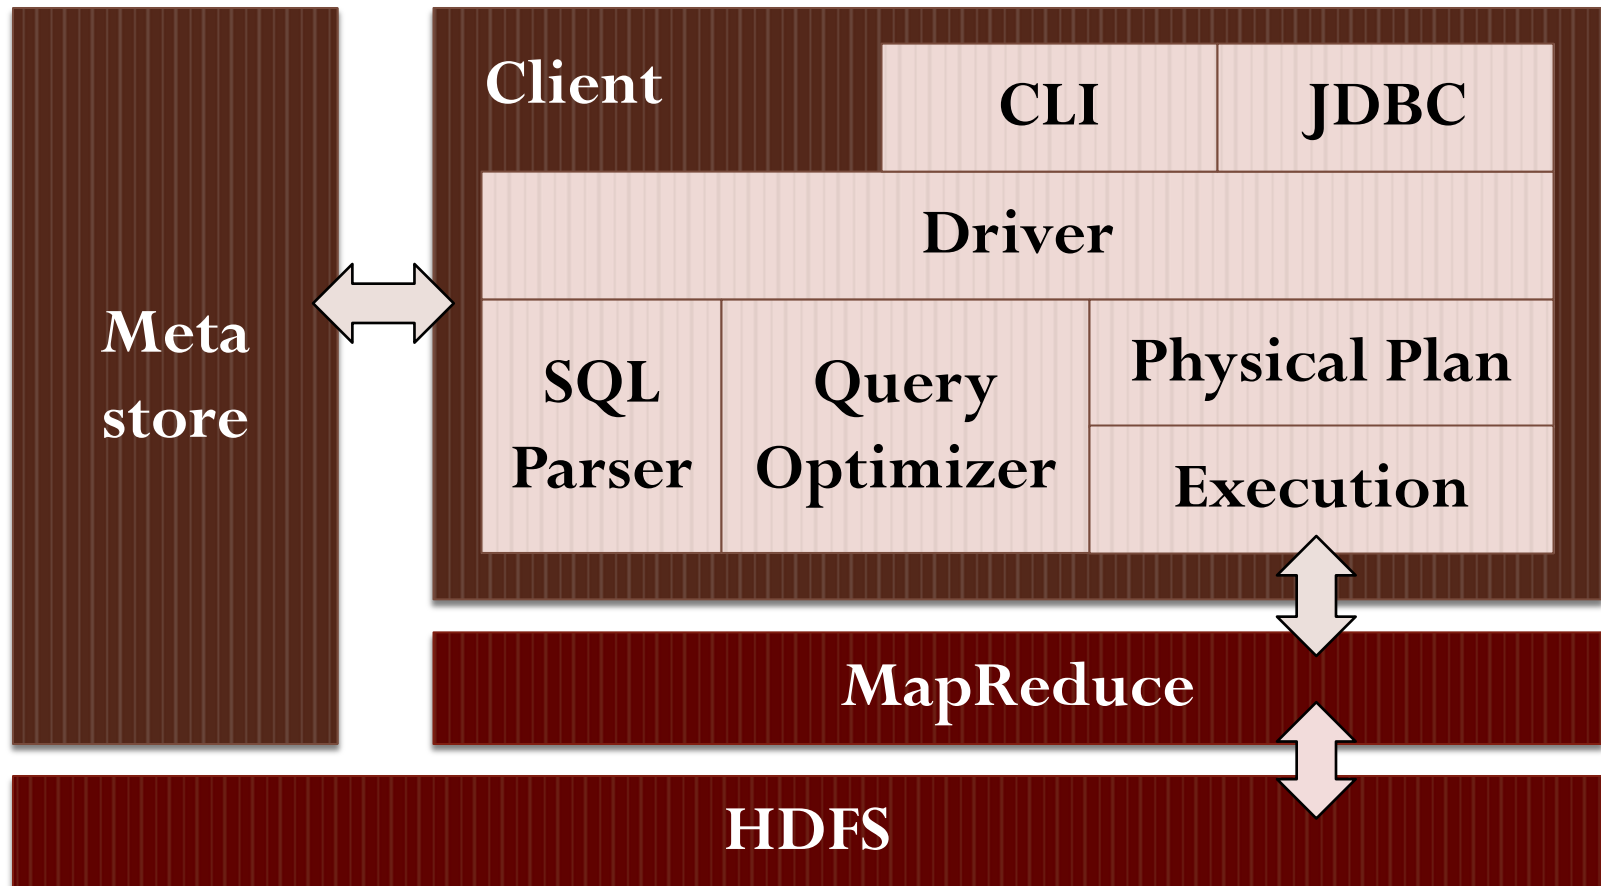 Client
CLI
JDBC
Driver
Meta
store
SQL
Parser
Query
Optimizer
Physical Plan
Execution
MapReduce
HDFS